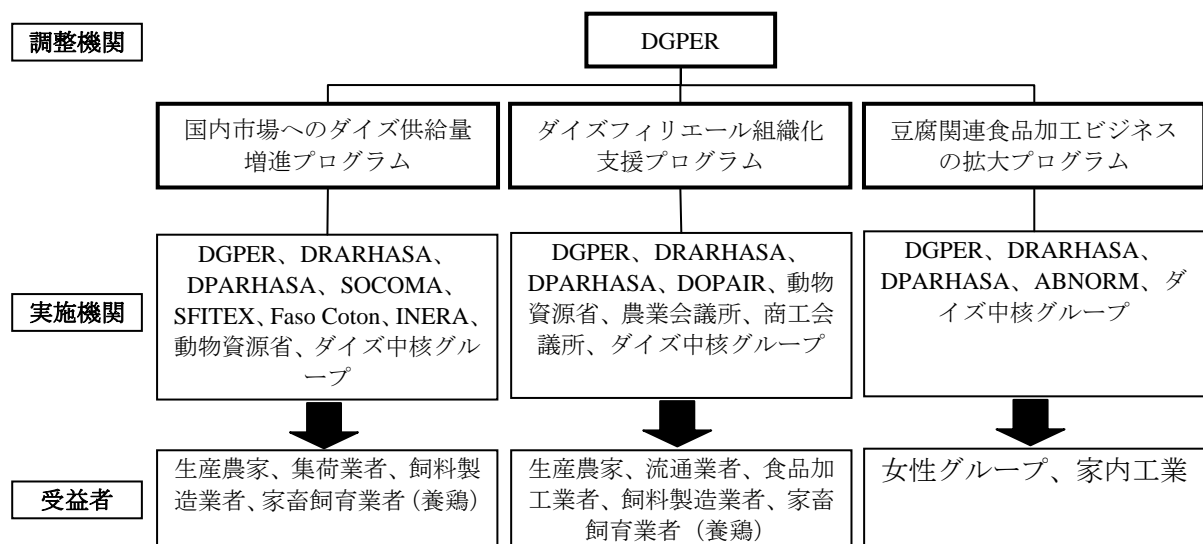 調整機関
DGPER
国内市場へのダイズ供給量
増進プログラム
ダイズフィリエール組織化
支援プログラム
豆腐関連食品加工ビジネス
の拡大プログラム
実施機関
DGPER、DRARHASA、
DPARHASA、SOCOMA、
SFITEX、Faso Coton、INERA、
動物資源省、ダイズ中核グル
ープ
DGPER、DRARHASA、
DPARHASA、DOPAIR、動物
資源省、農業会議所、商工会
議所、ダイズ中核グループ
DGPER、DRARHASA、
DPARHASA、ABNORM、ダ
イズ中核グループ
受益者
生産農家、集荷業者、飼料製
造業者、家畜飼育業者（養鶏）
生産農家、流通業者、食品加
工業者、飼料製造業者、家畜
飼育業者（養鶏）
女性グループ、家内工業